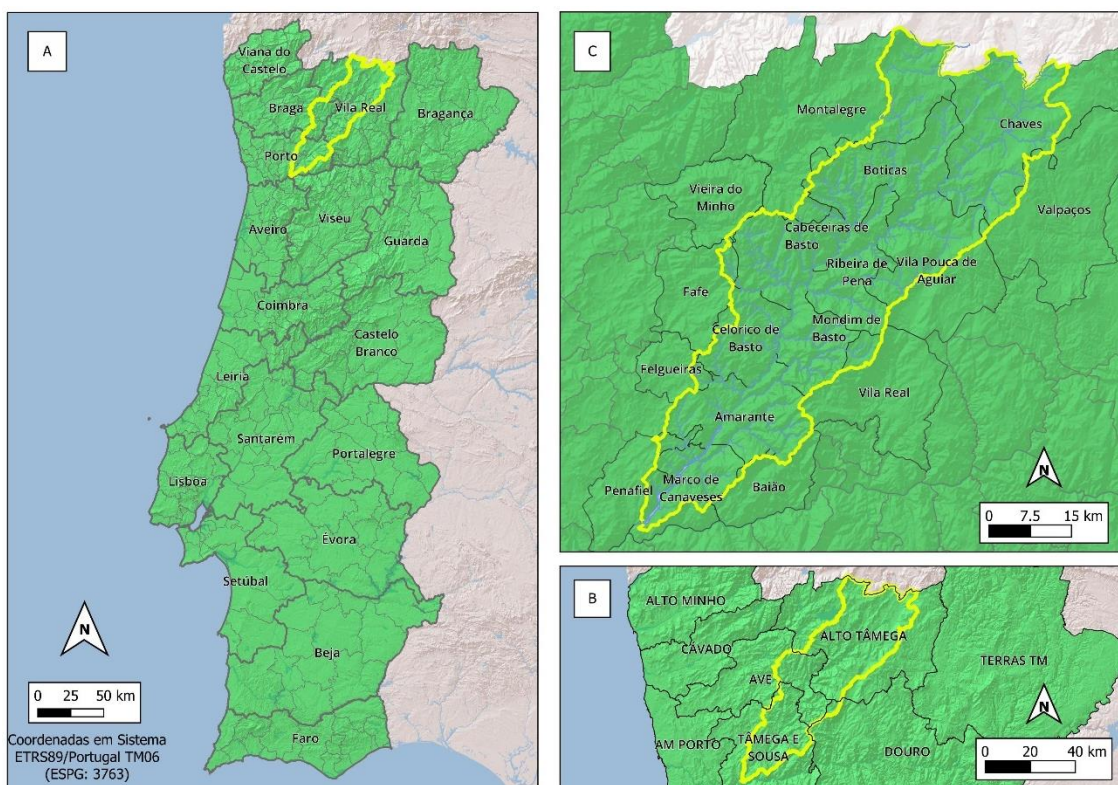 A
Viana do
Castelo
Braga
Vila Real
Bragança
Porto
Viseu
Aveiro
Guarda
Coimbra
Castelo
Branco
Leiria
Santarém
Portalegre
Lisboa
Évora
Setúbal
Beja
Faro
N
0 25 50 km
Coordenadas em Sistema
ETRS89/Portugal TM06
(ESPG: 3763)
C
Montalegre
Chaves
Boticas
Vieira do
Minho
Valpaços
Cabeceiras de
Basto
Ribeira de
Pena
Vila Pouca de
Aguiar
Fafe
Mondim de
Basto
Celorico de
Basto
Felgueiras
Vila Real
Amarante
Penafiel
Marco de
Canaveses
Baião
N
0 7.5 15 km
B
ALTO MINHO
ALTO TÂMEGA
CÁVADO
TERRAS TM
AVE
AM PORTO
TÂMEGA E
SOUSA
DOURO
N
0 20 40 km